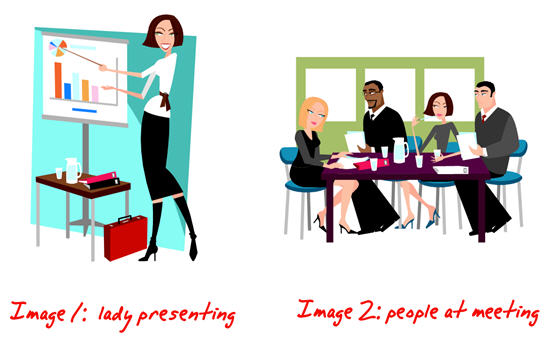 Image 1: lady presenting
Image 2: people at meeting